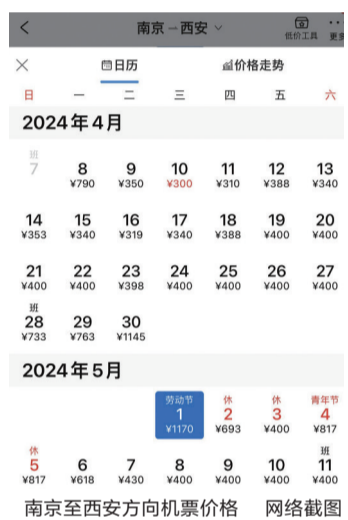 南京－西安
低价工具 更多
日历 价格走势
日 一 二 三 四 五 六
2024年4月
班
7 8 9 10 11 12 13
¥790 ¥350 ¥300 ¥310 ¥388 ¥340
14 15 16 17 18 19 20
¥353 ¥340 ¥319 ¥340 ¥388 ¥400 ¥400
21 22 23 24 25 26 27
¥400 ¥400 ¥398 ¥400 ¥400 ¥400 ¥400
班
28 29 30
¥733 ¥763 ¥1145
2024年5月
劳动节 休 休 青年节
1 2 3 4
¥1170 ¥693 ¥400 ¥817
休 班
5 6 7 8 9 10 11
¥817 ¥618 ¥430 ¥400 ¥400 ¥400 ¥400
南京至西安方向机票价格 网络截图